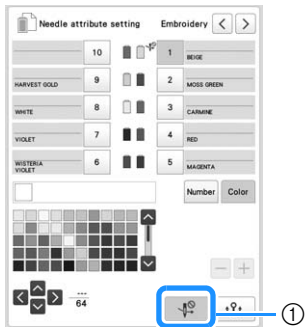 Needle attribute setting Embroidery
10 1 BEIGE
HARVEST GOLD 9 2 MOSS GREEN
WHITE 8 3 CARMINE
VIOLET 7 4 RED
WISTERIA VIOLET 6 5 MAGENTA
Number Color
---
64
①